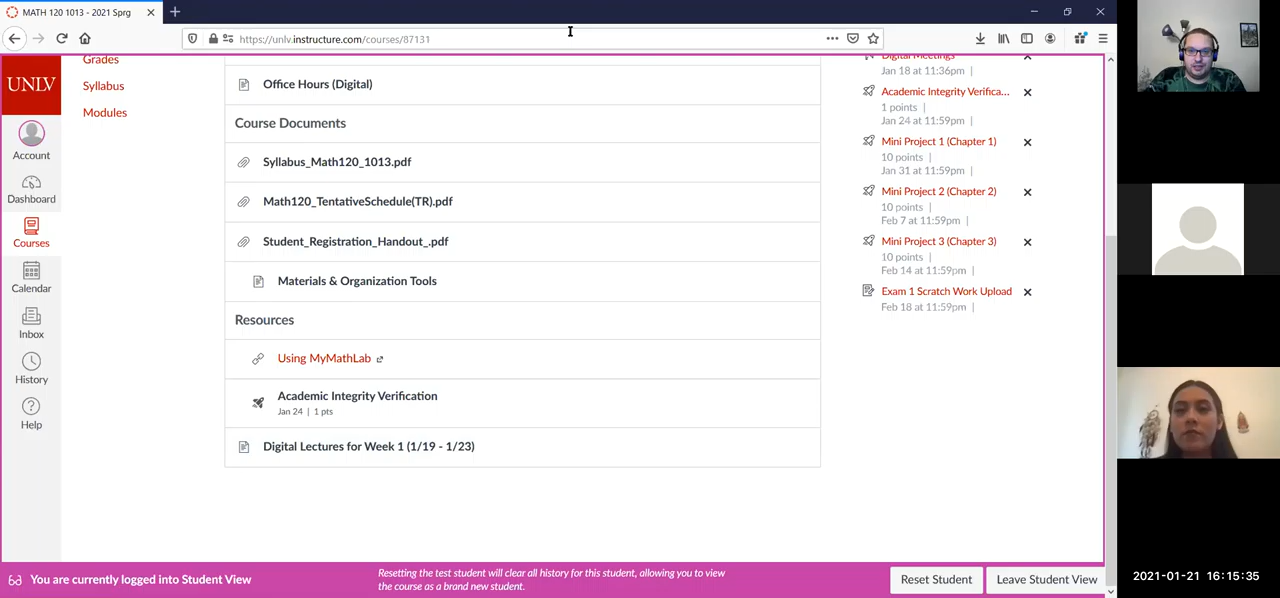 MATH 120 1013 - 2021 Sprg
https://unlv.instructure.com/courses/87131
UNLV
Account
Dashboard
Courses
Calendar
Inbox
History
Help
Grades
Syllabus
Modules
Office Hours (Digital)
Course Documents
Syllabus_Math120_1013.pdf
Math120_TentativeSchedule(TR).pdf
Student_Registration_Handout_.pdf
Materials & Organization Tools
Resources
Using MyMathLab
Academic Integrity Verification
Jan 24 | 1 pts
Digital Lectures for Week 1 (1/19 - 1/23)
Digital Meetings
Jan 18 at 11:36pm |
Academic Integrity Verifica...
1 points |
Jan 24 at 11:59pm |
Mini Project 1 (Chapter 1)
10 points |
Jan 31 at 11:59pm |
Mini Project 2 (Chapter 2)
10 points |
Feb 7 at 11:59pm |
Mini Project 3 (Chapter 3)
10 points |
Feb 14 at 11:59pm |
Exam 1 Scratch Work Upload
Feb 18 at 11:59pm |
You are currently logged into Student View
Resetting the test student will clear all history for this student, allowing you to view
the course as a brand new student.
Reset Student
Leave Student View
2021-01-21 16:15:35